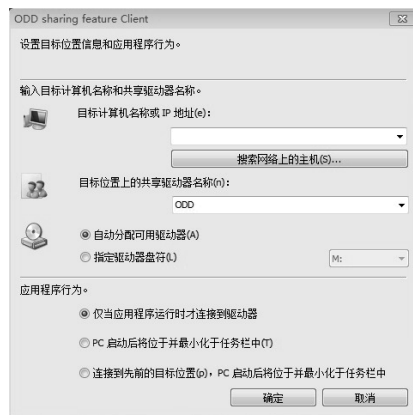 ODD sharing feature Client
设置目标位置信息和应用程序行为。
输入目标计算机名称和共享驱动器名称。
目标计算机名称或 IP 地址(e):
搜索网络上的主机(S)...
目标位置上的共享驱动器名称(n):
ODD
自动分配可用驱动器(A)
指定驱动器盘符(L)
M:
应用程序行为。
仅当应用程序运行时才连接到驱动器
PC 启动后将位于并最小化于任务栏中(T)
连接到先前的目标位置(p)，PC 启动后将位于并最小化于任务栏中
确定
取消